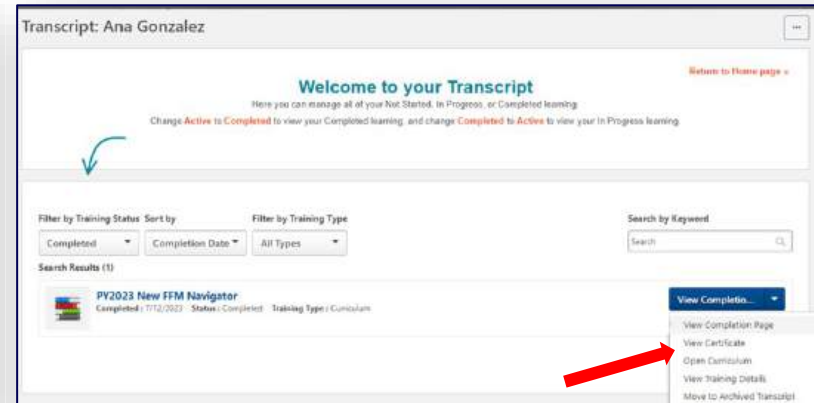 Transcript: Ana Gonzalez
...
Return to Home page »
Welcome to your Transcript
Here you can manage all of your Not Started, In Progress, or Completed learning.
Change Active to Completed to view your Completed learning, and change Completed to Active to view your In Progress learning.
Filter by Training Status Sort by Filter by Training Type Search by Keyword
Completed Completion Date All Types Search
Search Results (1)
PY2023 New FFM Navigator
Completed : 7/12/2023 Status : Completed Training Type : Curriculum
View Completio...
View Completion Page
View Certificate
Open Curriculum
View Training Details
Move to Archived Transcript